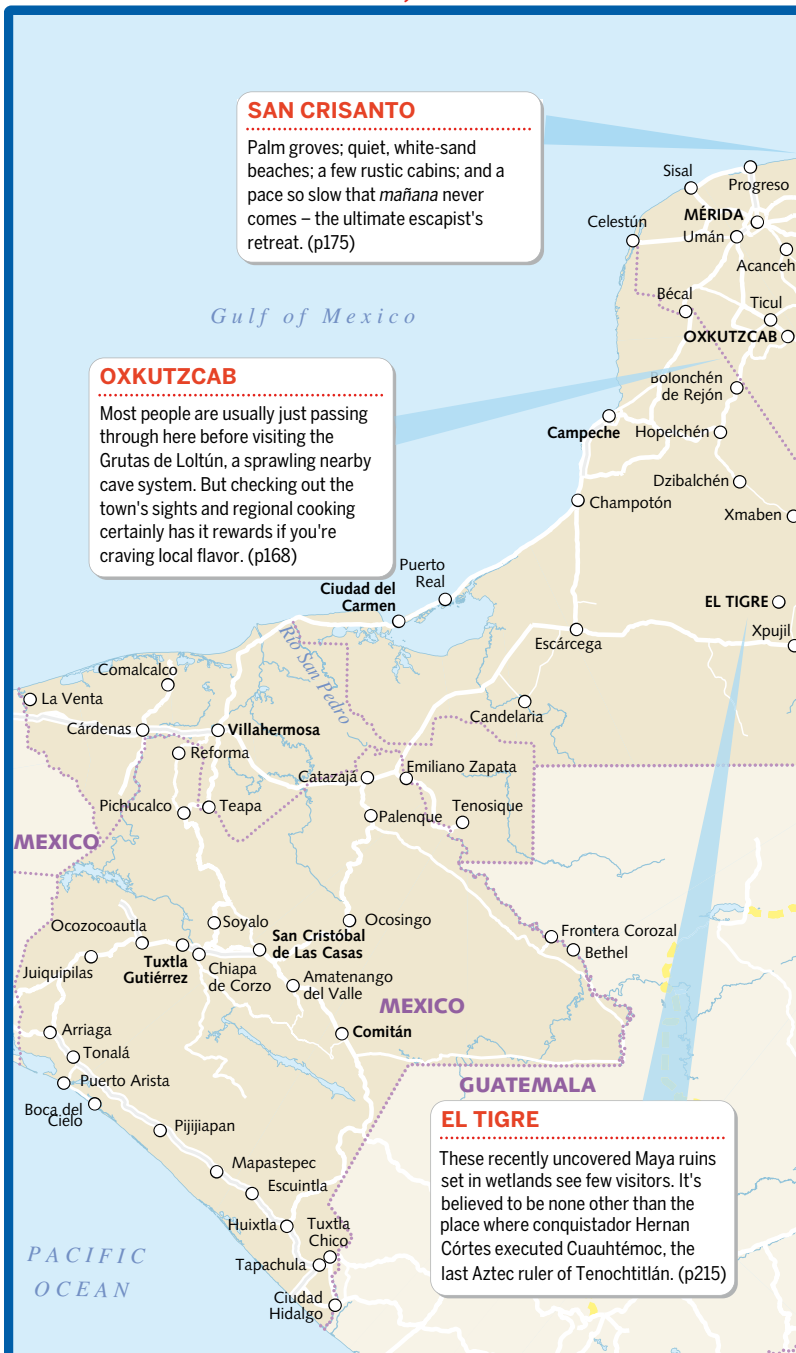 SAN CRISANTO
Palm groves; quiet, white-sand
beaches; a few rustic cabins; and a
pace so slow that mañana never
comes – the ultimate escapist's
retreat. (p175)
Sisal
Progreso
MÉRIDA
Celestún
Umán
Acanceh
Gulf of Mexico
Bécal
Ticul
OXKUTZCAB
OXKUTZCAB
Most people are usually just passing
through here before visiting the
Grutas de Loltún, a sprawling nearby
cave system. But checking out the
town's sights and regional cooking
certainly has it rewards if you're
craving local flavor. (p168)
Bolonchén
de Rejón
Campeche
Hopelchén
Dzibalchén
Champotón
Xmaben
Puerto
Real
Ciudad del
Carmen
EL TIGRE
Escárcega
Xpujil
Río San Pedro
Comalcalco
La Venta
Candelaria
Cárdenas
Villahermosa
Reforma
Catazajá
Emiliano Zapata
Pichucalco
Teapa
Palenque
Tenosique
MEXICO
Ocozocoautla
Soyalo
Ocosingo
San Cristóbal
de Las Casas
Frontera Corozal
Bethel
Juiquipilas
Tuxtla
Gutiérrez
Chiapa
de Corzo
Amatenango
del Valle
MEXICO
Arriaga
Comitán
Tonalá
Puerto Arista
GUATEMALA
Boca del
Cielo
Pijijiapan
EL TIGRE
These recently uncovered Maya ruins
set in wetlands see few visitors. It's
believed to be none other than the
place where conquistador Hernan
Córtes executed Cuauhtémoc, the
last Aztec ruler of Tenochtitlán. (p215)
Mapastepec
Escuintla
Huixtla
Tuxtla
Chico
PACIFIC
OCEAN
Tapachula
Ciudad
Hidalgo